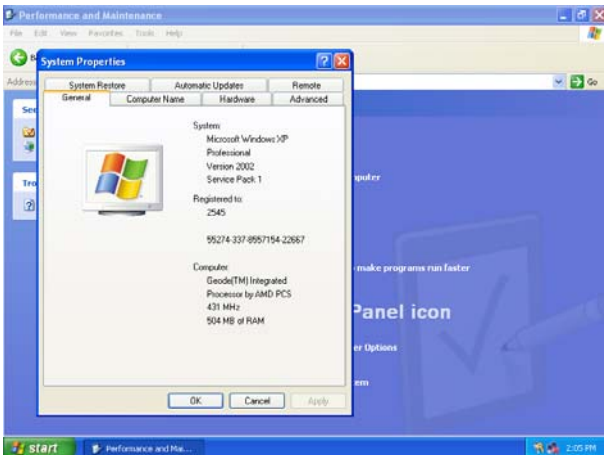 Performance and Maintenance
File Edit View Favorites Tools Help
Address
Go
System Properties
System Restore Automatic Updates Remote
General Computer Name Hardware Advanced
System:
Microsoft Windows XP
Professional
Version 2002
Service Pack 1
Registered to:
2545
55274-337-8557154-22667
Computer:
Geode(TM) Integrated
Processor by AMD PCS
431 MHz
504 MB of RAM
make programs run faster
Panel icon
Options
OK Cancel Apply
start Performance and Mai... 2:05 PM